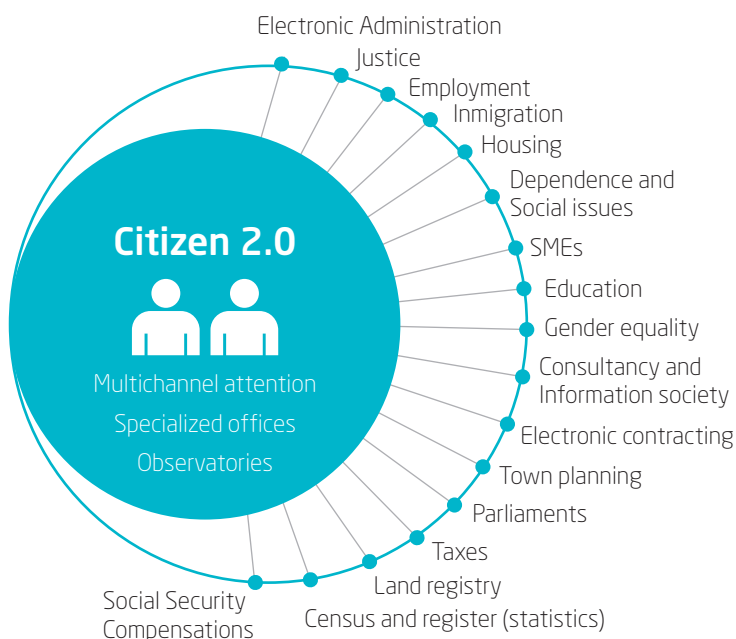 Electronic Administration
Justice
Employment
Inmigration
Housing
Dependence and
Social issues
SMEs
Education
Gender equality
Consultancy and
Information society
Electronic contracting
Town planning
Parliaments
Taxes
Land registry
Census and register (statistics)
Social Security
Compensations
Citizen 2.0
Multichannel attention
Specialized offices
Observatories